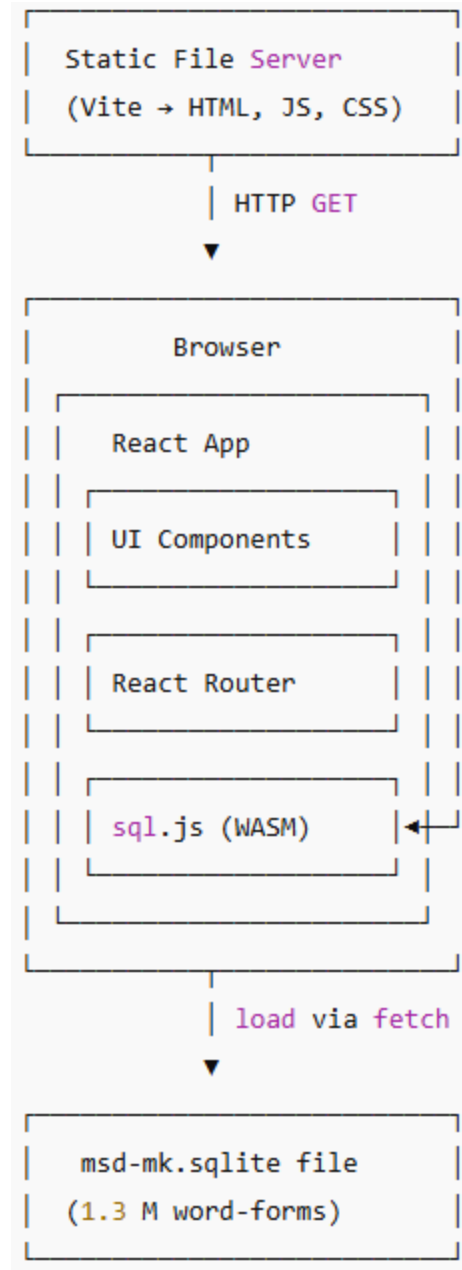 Static File Server
(Vite → HTML, JS, CSS)
HTTP GET
Browser
React App
UI Components
React Router
sql.js (WASM)
load via fetch
msd-mk.sqlite file
(1.3 M word-forms)